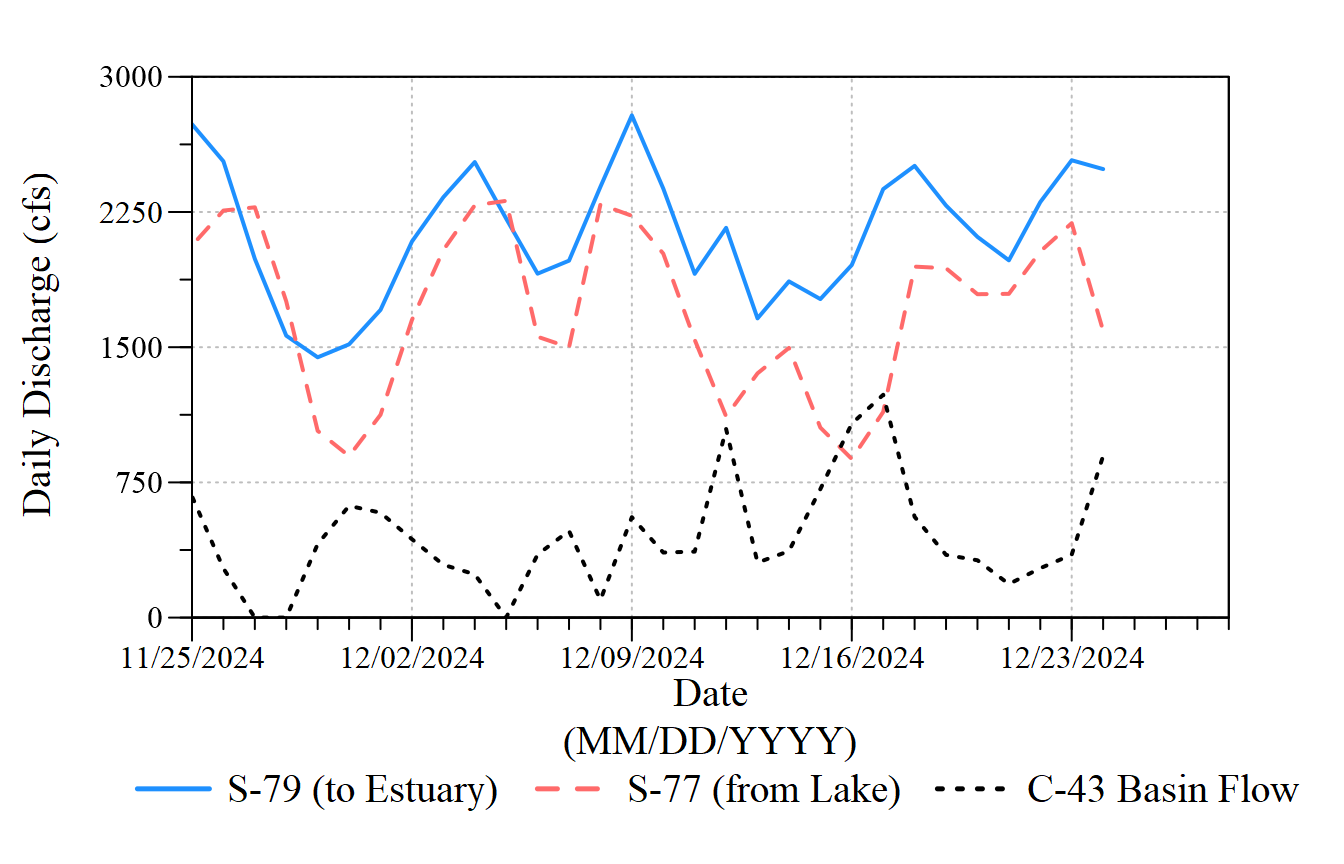 3000
2250
1500
750
0
Daily Discharge (cfs)
11/25/2024 12/02/2024 12/09/2024 12/16/2024 12/23/2024
Date
(MM/DD/YYYY)
S-79 (to Estuary) S-77 (from Lake) C-43 Basin Flow